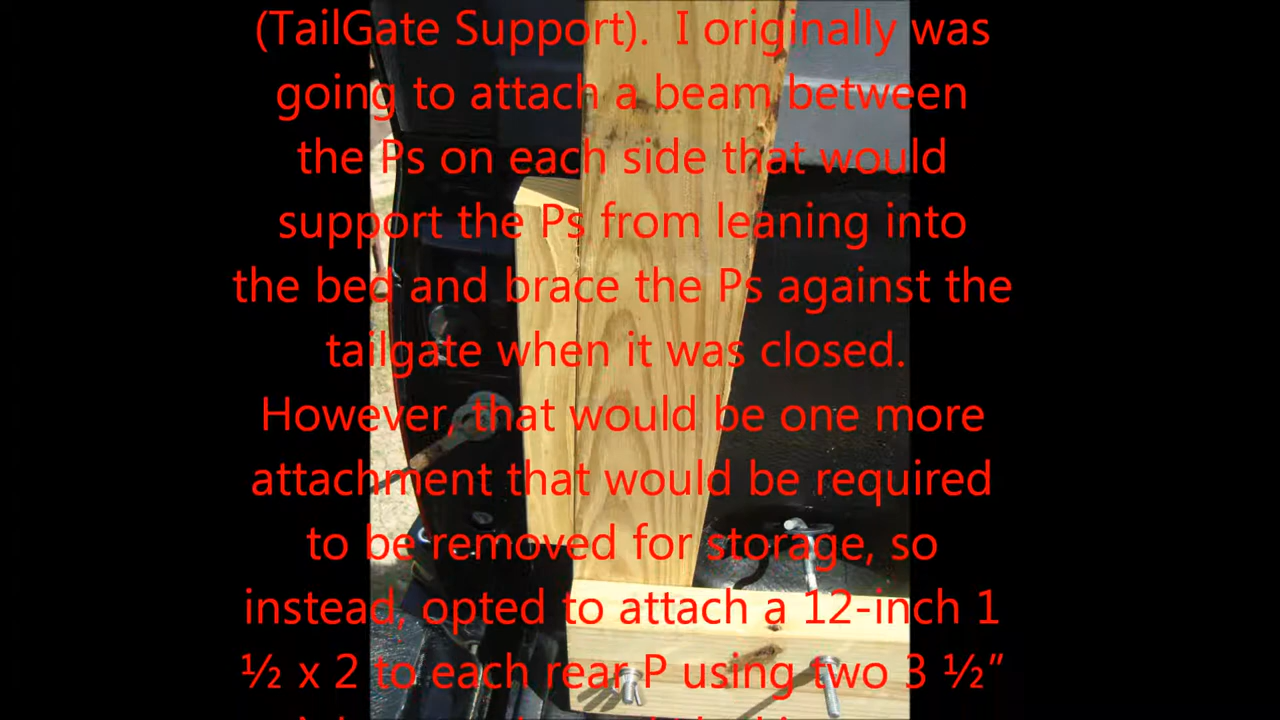 (TailGate Support).  I originally was
going to attach a beam between
the Ps on each side that would
support the Ps from leaning into
the bed and brace the Ps against the
tailgate when it was closed.
However, that would be one more
attachment that would be required
to be removed for storage, so
instead, opted to attach a 12-inch 1
½ x 2 to each rear P using two 3 ½”